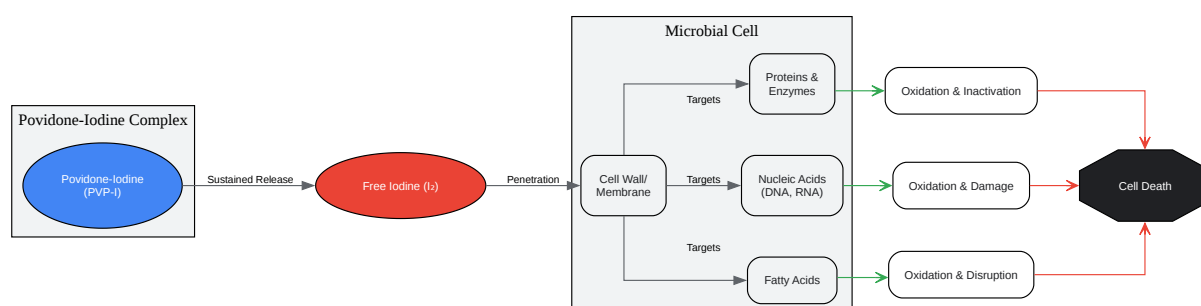 Povidone-Iodine Complex
Povidone-Iodine
(PVP-I)
Sustained Release
Free Iodine (I₂)
Penetration
Microbial Cell
Cell Wall/
Membrane
Targets
Proteins &
Enzymes
Oxidation & Inactivation
Targets
Nucleic Acids
(DNA, RNA)
Oxidation & Damage
Targets
Fatty Acids
Oxidation & Disruption
Cell Death